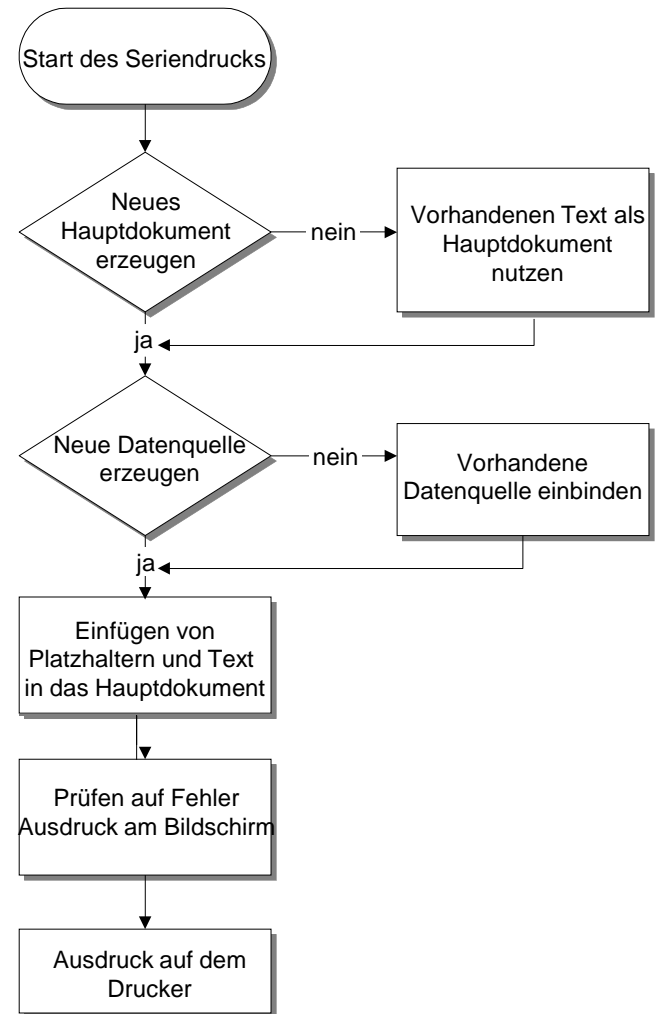 Start des Seriendrucks
Neues
Hauptdokument
erzeugen
nein
Vorhandenen Text als
Hauptdokument
nutzen
ja
Neue Datenquelle
erzeugen
nein
Vorhandene
Datenquelle einbinden
ja
Einfügen von
Platzhaltern und Text
in das Hauptdokument
Prüfen auf Fehler
Ausdruck am Bildschirm
Ausdruck auf dem
Drucker